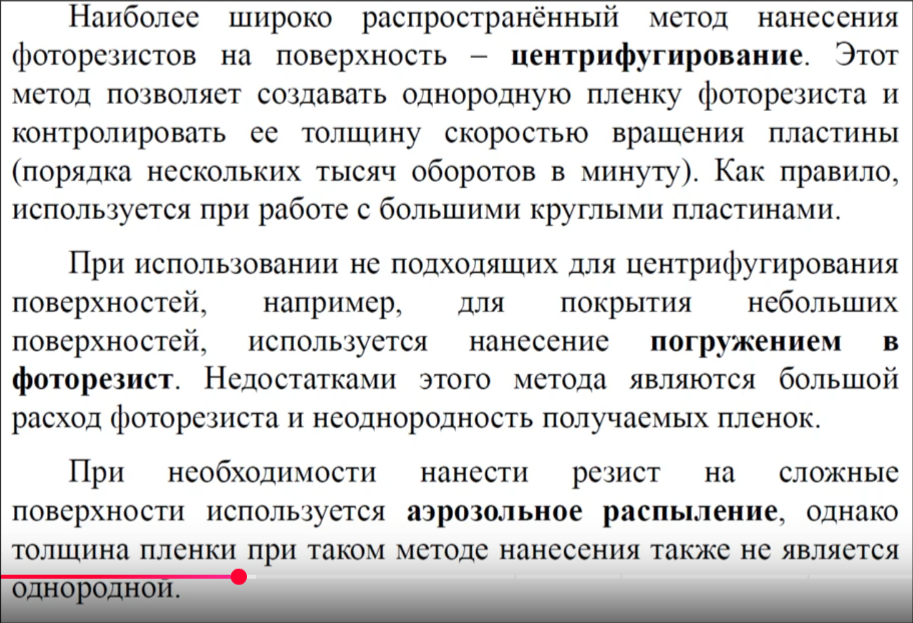 Наиболее широко распространённый метод нанесения
фоторезистов на поверхность – центрифугирование. Этот
метод позволяет создавать однородную пленку фоторезиста и
контролировать ее толщину скоростью вращения пластины
(порядка нескольких тысяч оборотов в минуту). Как правило,
используется при работе с большими круглыми пластинами.
При использовании не подходящих для центрифугирования
поверхностей, например, для покрытия небольших
поверхностей, используется нанесение погружением в
фоторезист. Недостатками этого метода являются большой
расход фоторезиста и неоднородность получаемых пленок.
При необходимости нанести резист на сложные
поверхности используется аэрозольное распыление, однако
толщина пленки при таком методе нанесения также не является
однородной.